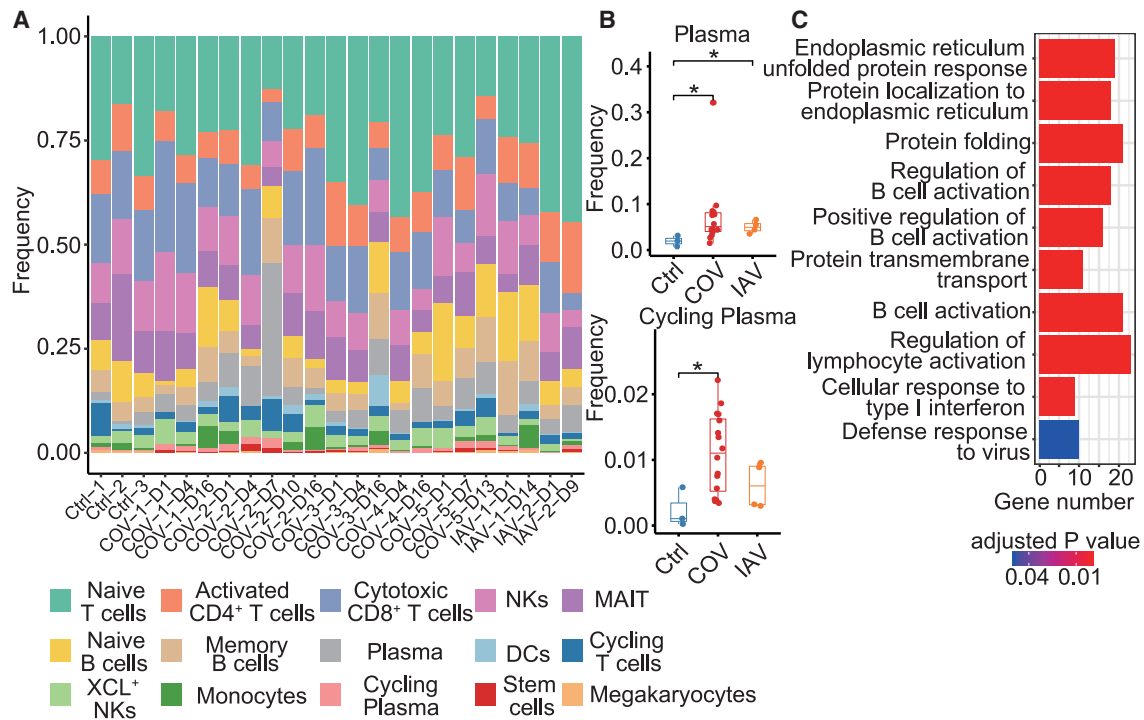 A
Frequency
1.00
0.75
0.50
0.25
0.00
Ctrl-1
Ctrl-2
Ctrl-3
COV-1-D1
COV-1-D4
COV-1-D16
COV-2-D1
COV-2-D4
COV-2-D7
COV-2-D10
COV-2-D16
COV-3-D1
COV-3-D4
COV-3-D16
COV-4-D4
COV-4-D16
COV-5-D1
COV-5-D7
COV-5-D13
IAV-1-D1
IAV-1-D14
IAV-2-D1
IAV-2-D9
Naive
T cells
Activated
CD4⁺ T cells
Cytotoxic
CD8⁺ T cells
NKs
MAIT
Naive
B cells
Memory
B cells
Plasma
DCs
Cycling
T cells
XCL⁺
NKs
Monocytes
Cycling
Plasma
Stem
cells
Megakaryocytes
B
Plasma
Frequency
0.4
0.3
0.2
0.1
0.0
*
*
Ctrl
COV
IAV
Cycling Plasma
Frequency
0.02
0.01
0.00
*
Ctrl
COV
IAV
C
Endoplasmic reticulum
unfolded protein response
Protein localization to
endoplasmic reticulum
Protein folding
Regulation of
B cell activation
Positive regulation of
B cell activation
Protein transmembrane
transport
B cell activation
Regulation of
lymphocyte activation
Cellular response to
type I interferon
Defense response
to virus
0 10 20
Gene number
adjusted P value
0.04 0.01